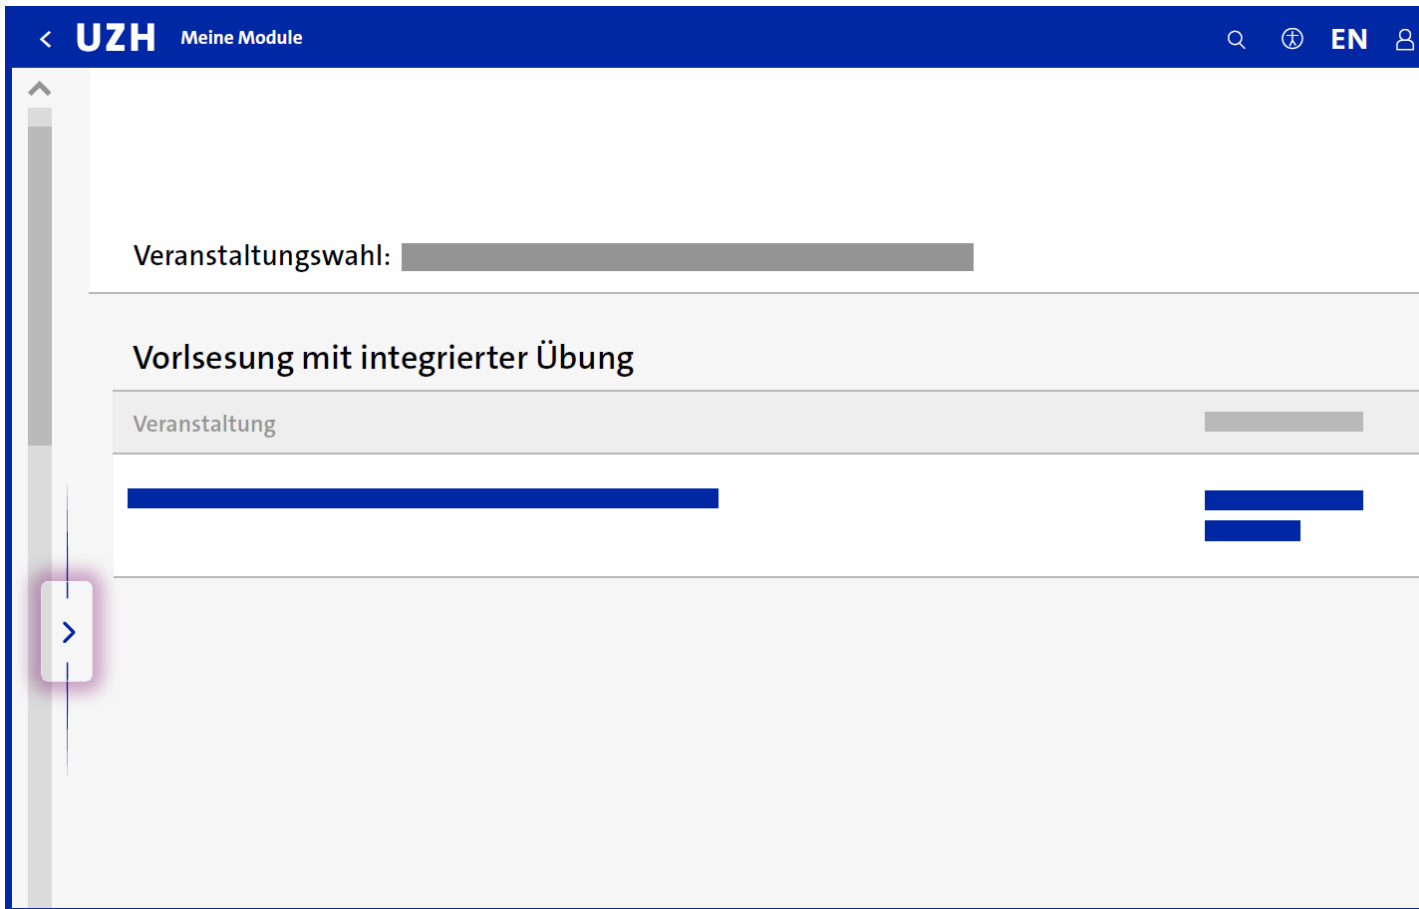 UZH Meine Module EN
Veranstaltungswahl:
Vorlsesung mit integrierter Übung
Veranstaltung